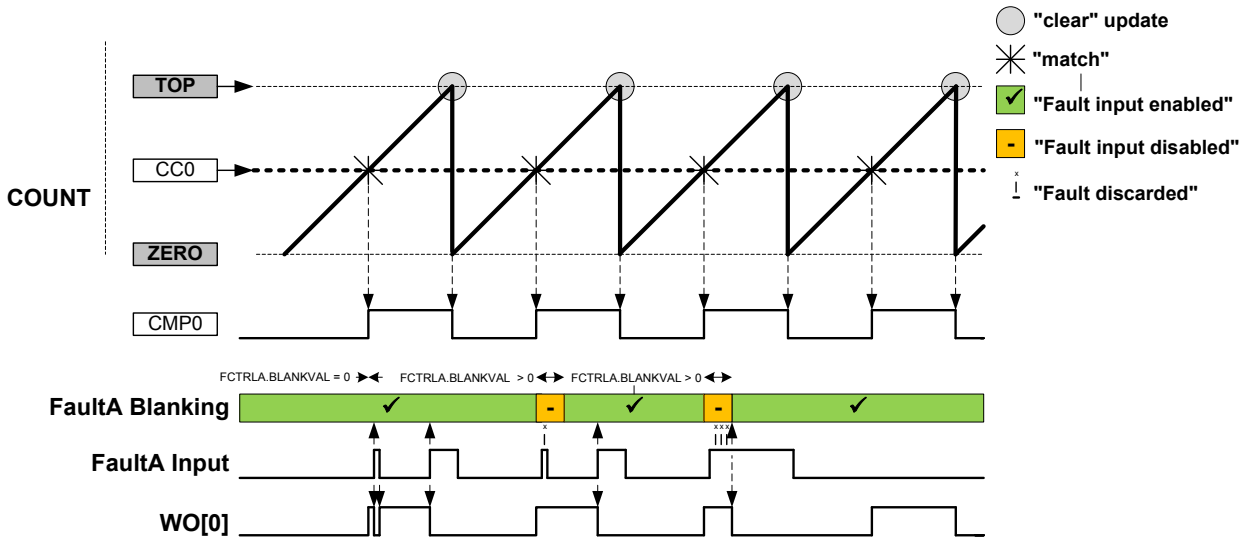 "clear" update
"match"
"Fault input enabled"
"Fault input disabled"
x
"Fault discarded"
TOP
CC0
COUNT
ZERO
CMP0
FCTRLA.BLANKVAL = 0
FCTRLA.BLANKVAL > 0
FCTRLA.BLANKVAL > 0
FaultA Blanking
✓ - ✓ - ✓
x xxx
FaultA Input
WO[0]